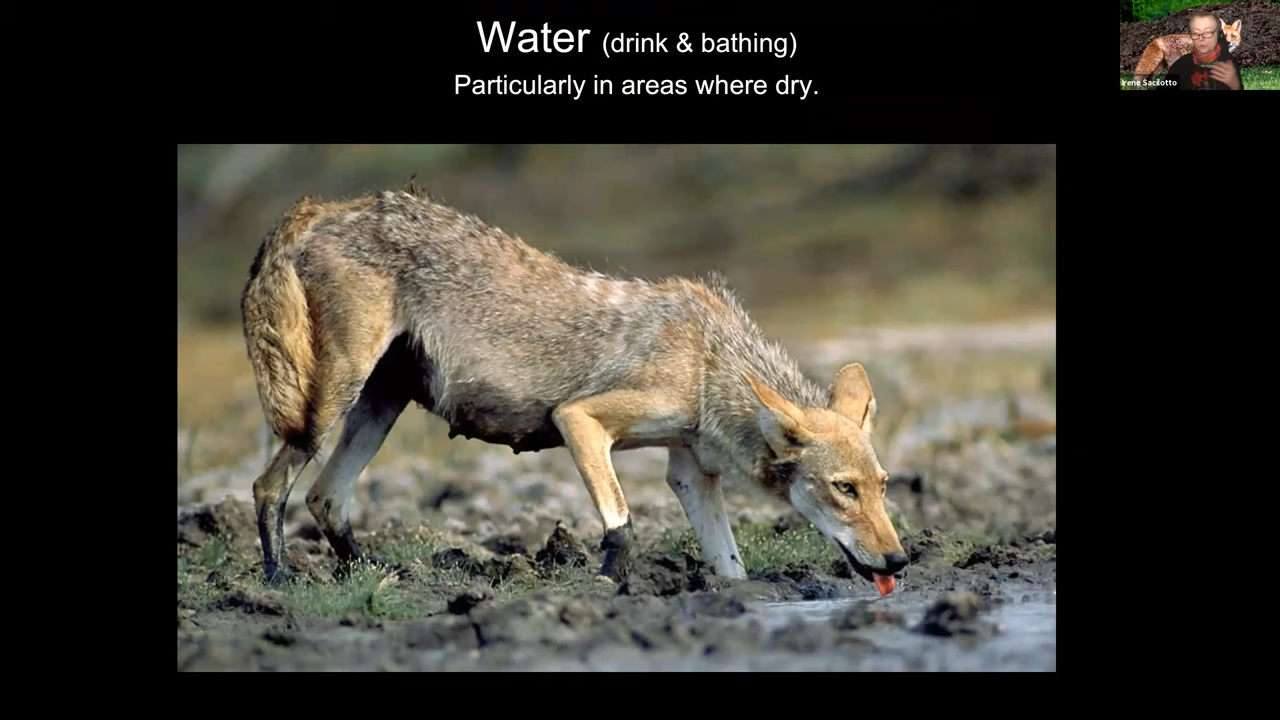 Water (drink & bathing)
Particularly in areas where dry.
Irene Sacilotto